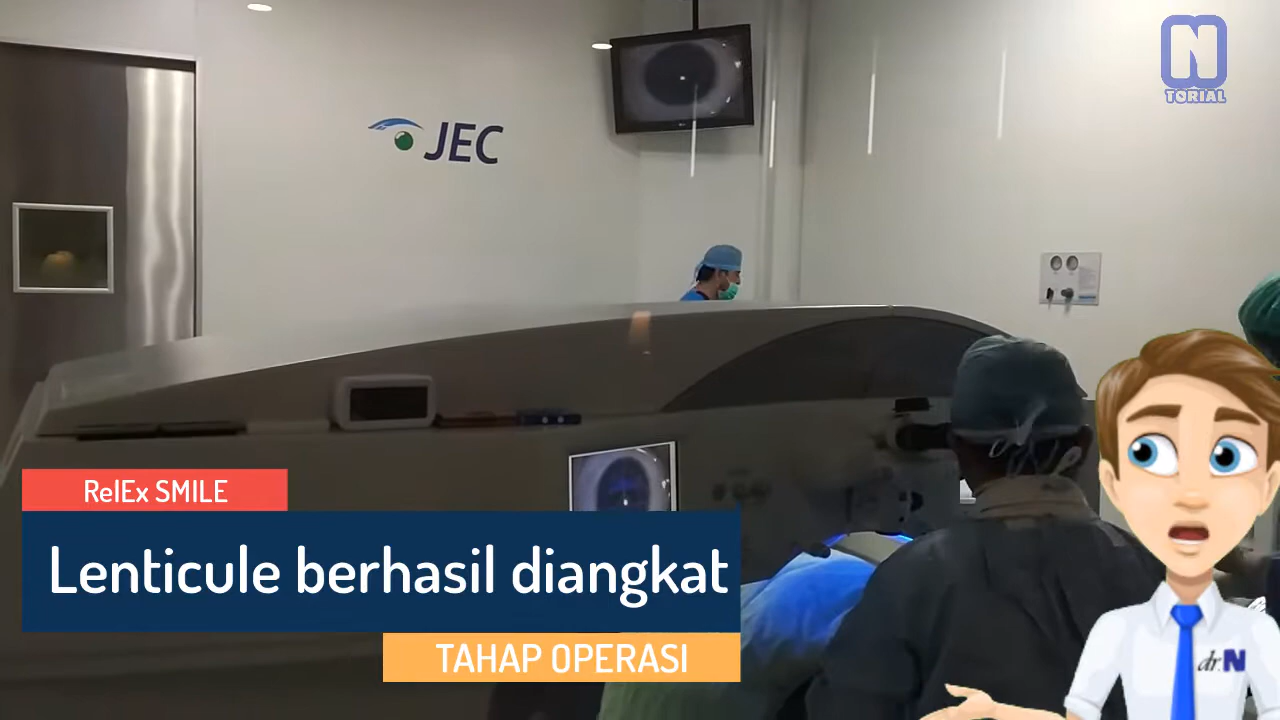 N
TORIAL
JEC
RelEx SMILE
Lenticule berhasil diangkat
TAHAP OPERASI
dr.N